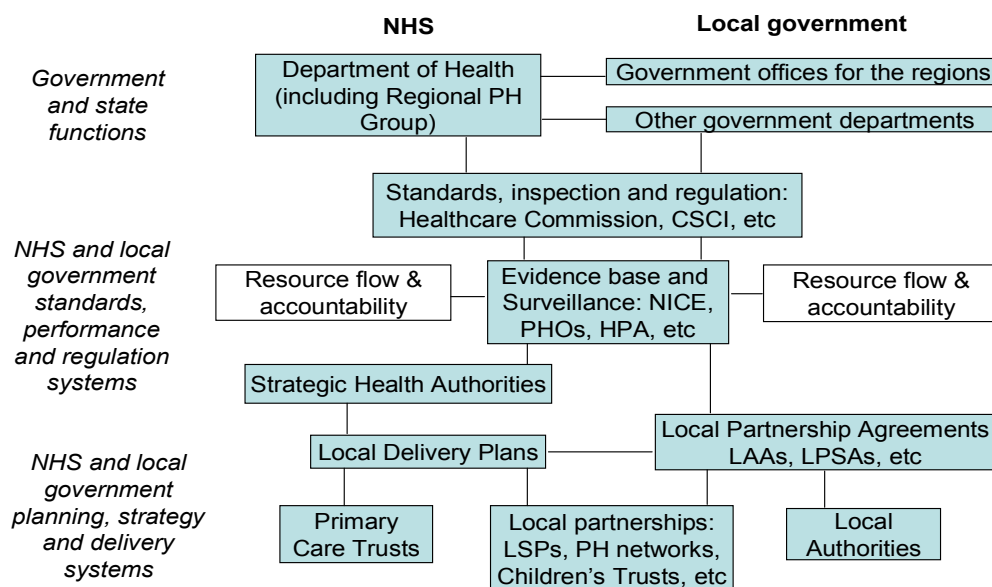 NHS
Local government
Government
and state
functions
Department of Health
(including Regional PH
Group)
Government offices for the regions
Other government departments
Standards, inspection and regulation:
Healthcare Commission, CSCI, etc
NHS and local
government
standards,
performance
and regulation
systems
Resource flow &
accountability
Evidence base and
Surveillance: NICE,
PHOs, HPA, etc
Resource flow &
accountability
Strategic Health Authorities
NHS and local
government
planning, strategy
and delivery
systems
Local Delivery Plans
Local Partnership Agreements
LAAs, LPSAs, etc
Primary
Care Trusts
Local partnerships:
LSPs, PH networks,
Children's Trusts, etc
Local
Authorities